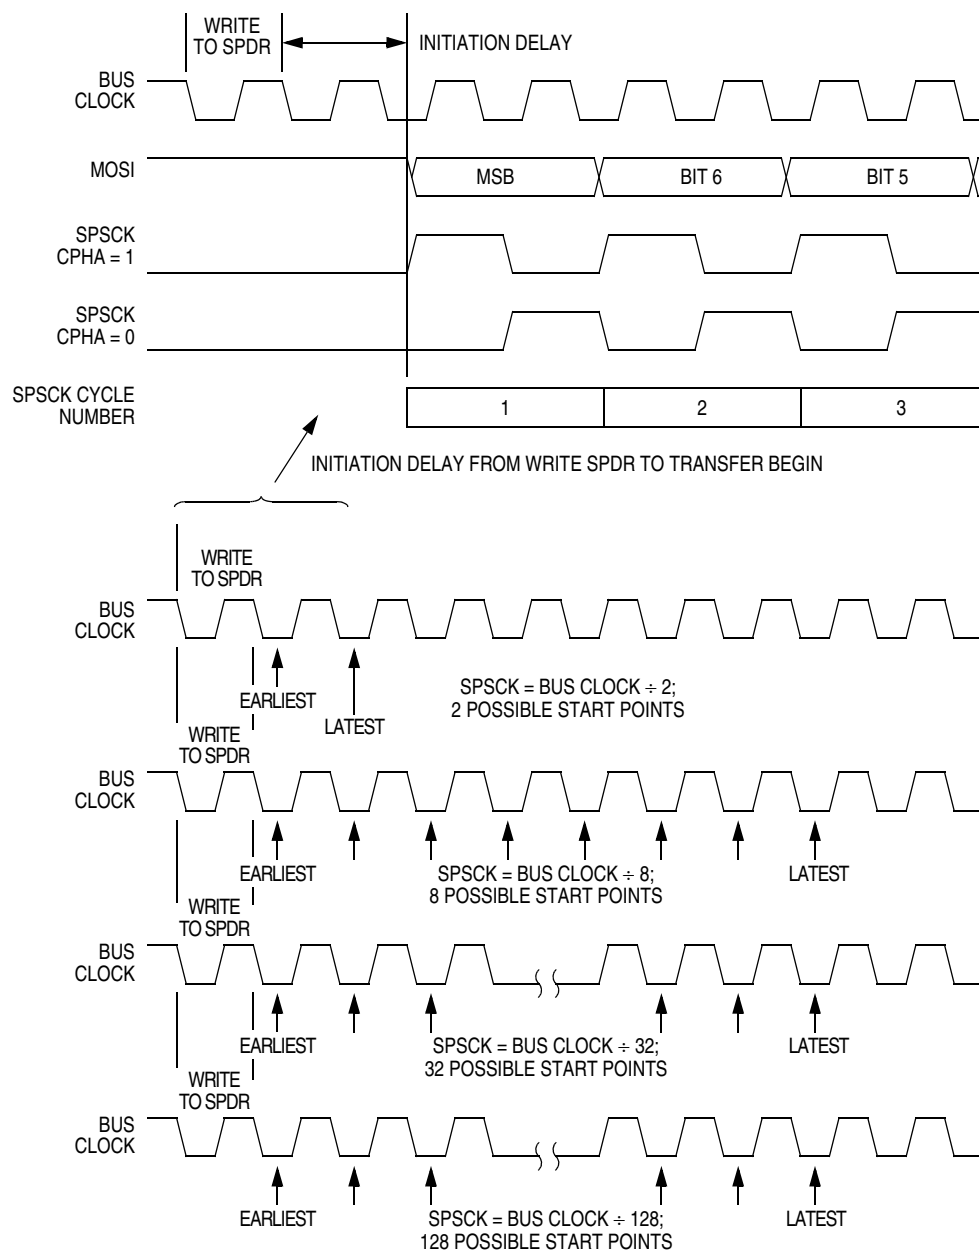 WRITE
TO SPDR
INITIATION DELAY
BUS
CLOCK
MOSI
MSB
BIT 6
BIT 5
SPSCK
CPHA = 1
SPSCK
CPHA = 0
SPSCK CYCLE
NUMBER
1
2
3
INITIATION DELAY FROM WRITE SPDR TO TRANSFER BEGIN
WRITE
TO SPDR
BUS
CLOCK
EARLIEST
LATEST
SPSCK = BUS CLOCK ÷ 2;
2 POSSIBLE START POINTS
WRITE
TO SPDR
BUS
CLOCK
EARLIEST
SPSCK = BUS CLOCK ÷ 8;
8 POSSIBLE START POINTS
LATEST
WRITE
TO SPDR
BUS
CLOCK
EARLIEST
SPSCK = BUS CLOCK ÷ 32;
32 POSSIBLE START POINTS
LATEST
WRITE
TO SPDR
BUS
CLOCK
EARLIEST
SPSCK = BUS CLOCK ÷ 128;
128 POSSIBLE START POINTS
LATEST